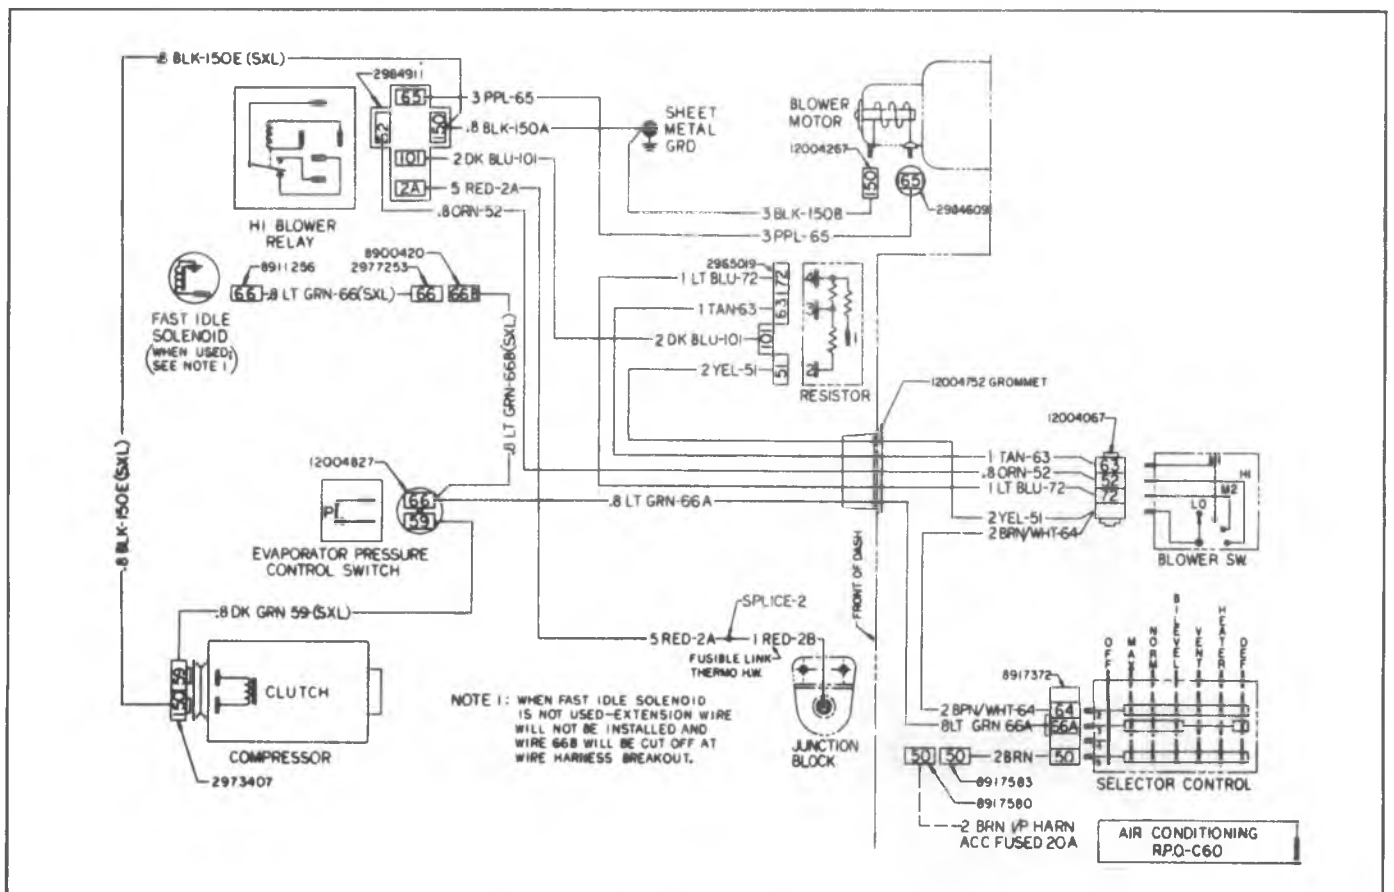 .8 BLK-150E (SXL)
2984911
65
3 PPL-65
52
150
.8 BLK-150A
SHEET
METAL
GRD
BLOWER
MOTOR
12004267
101
2 DK BLU-101
2A
5 RED-2A
.8 ORN-52
150
65
2984609
3 BLK-150B
3 PPL-65
HI BLOWER
RELAY
8911256
8900420
2977253
66
.8 LT GRN-66(SXL)
66
66B
FAST IDLE
SOLENOID
(WHEN USED;
SEE NOTE 1)
2965019
1 LT BLU-72
72
4
1 TAN-63
63
3
2 DK BLU-101
101
1
2 YEL-51
51
2
RESISTOR
.8 LT GRN-66B(SXL)
12004752 GROMMET
12004067
1 TAN-63
63
.8 ORN-52
52
1 LT BLU-72
72
2 YEL-51
2 BRN/WHT-64
M1
HI
M2
LO
BLOWER SW.
12004827
66
59
P
.8 LT GRN-66A
EVAPORATOR PRESSURE
CONTROL SWITCH
.8 BLK-150E(SXL)
FRONT OF DASH
.8 DK GRN 59-(SXL)
59
150
CLUTCH
COMPRESSOR
2973407
SPLICE-2
5 RED-2A
1 RED-2B
FUSIBLE LINK
THERMO H.W.
JUNCTION
BLOCK
NOTE 1: WHEN FAST IDLE SOLENOID
IS NOT USED-EXTENSION WIRE
WILL NOT BE INSTALLED AND
WIRE 66B WILL BE CUT OFF AT
WIRE HARNESS BREAKOUT.
OFF
MAX
NORM
BILEVEL
VENT
HEATER
DEF
8917372
2 BRN/WHT-64
64
8LT GRN 66A
66A
50
50
2BRN
50
8917583
8917580
SELECTOR CONTROL
2 BRN I/P HARN
ACC FUSED 20A
AIR CONDITIONING
R.P.O.-C60